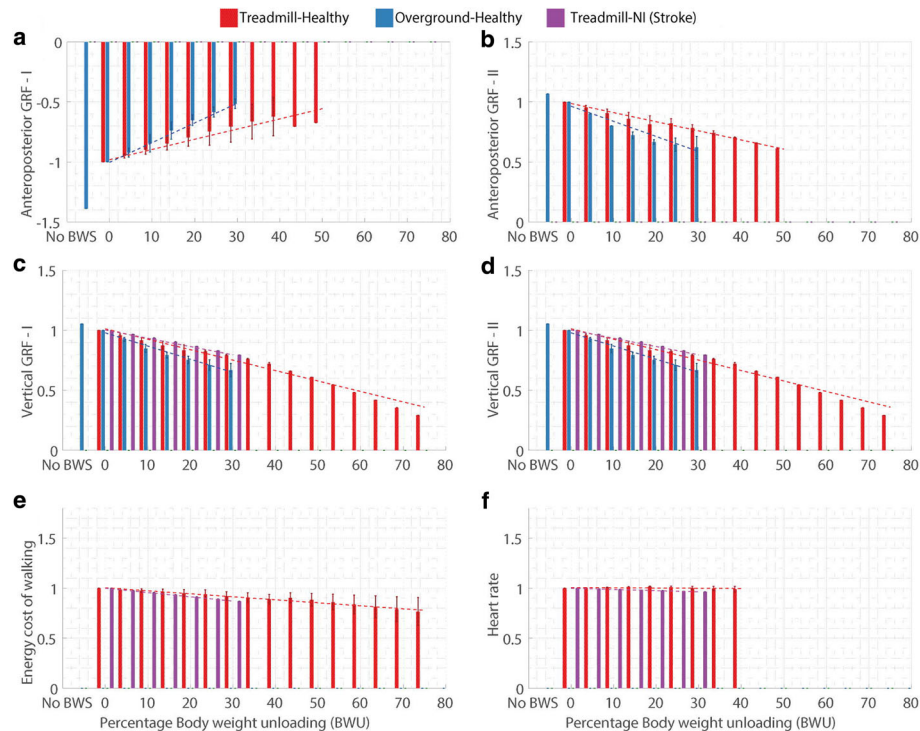 Treadmill-Healthy Overground-Healthy Treadmill-NI (Stroke)
a
Anteroposterior GRF - I
0
-0.5
-1
-1.5
No BWS 0 10 20 30 40 50 60 70 80
b
Anteroposterior GRF - II
1.5
1
0.5
0
No BWS 0 10 20 30 40 50 60 70 80
c
Vertical GRF - I
1.5
1
0.5
0
No BWS 0 10 20 30 40 50 60 70 80
d
Vertical GRF - II
1.5
1
0.5
0
No BWS 0 10 20 30 40 50 60 70 80
e
Energy cost of walking
1.5
1
0.5
0
No BWS 0 10 20 30 40 50 60 70 80
Percentage Body weight unloading (BWU)
f
Heart rate
1.5
1
0.5
0
No BWS 0 10 20 30 40 50 60 70 80
Percentage Body weight unloading (BWU)